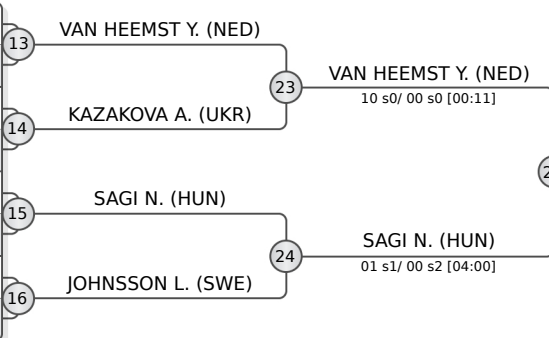 VAN HEEMST Y. (NED)
13
23
VAN HEEMST Y. (NED)
10 s0/ 00 s0 [00:11]
KAZAKOVA A. (UKR)
14
SAGI N. (HUN)
15
24
SAGI N. (HUN)
01 s1/ 00 s2 [04:00]
JOHNSSON L. (SWE)
16